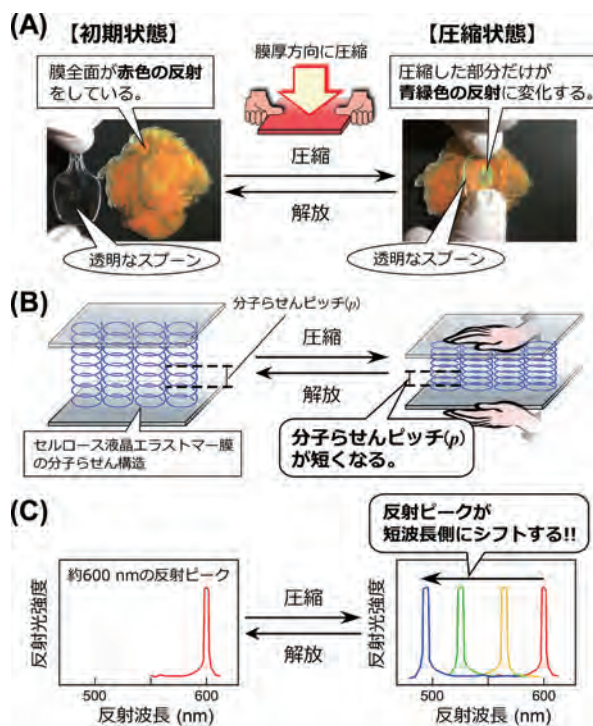 (A)
【初期状態】
【圧縮状態】
膜厚方向に圧縮
膜全面が赤色の反射
をしている。
圧縮した部分だけが
青緑色の反射に変化する。
圧縮
解放
透明なスプーン
透明なスプーン
(B)
分子らせんピッチ(p)
圧縮
解放
セルロース液晶エラストマー膜
の分子らせん構造
分子らせんピッチ(p)
が短くなる。
(C)
反射ピークが
短波長側にシフトする!!
約600 nmの反射ピーク
反射光強度
500
600
反射波長 (nm)
圧縮
解放
反射光強度
500
600
反射波長 (nm)